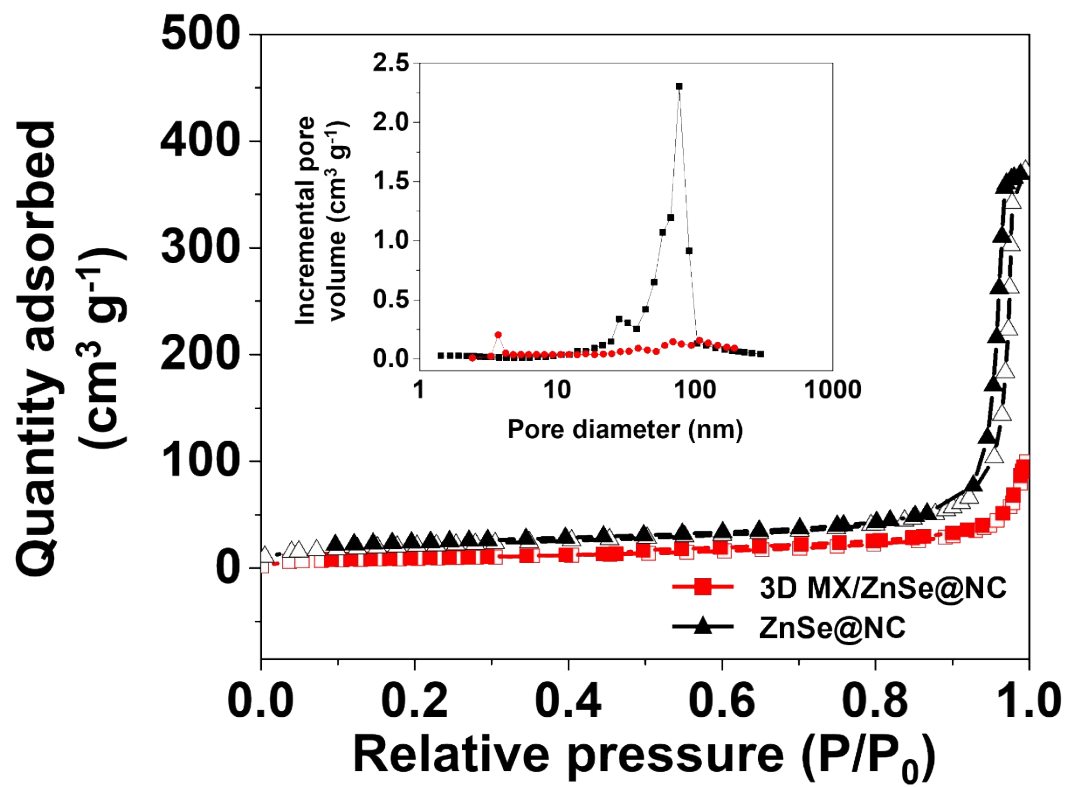 500
400
300
200
100
0
Quantity adsorbed
(cm³ g⁻¹)
2.5
2.0
1.5
1.0
0.5
0.0
Incremental pore
volume (cm³ g⁻¹)
1 10 100 1000
Pore diameter (nm)
3D MX/ZnSe@NC
ZnSe@NC
0.0 0.2 0.4 0.6 0.8 1.0
Relative pressure (P/P₀)